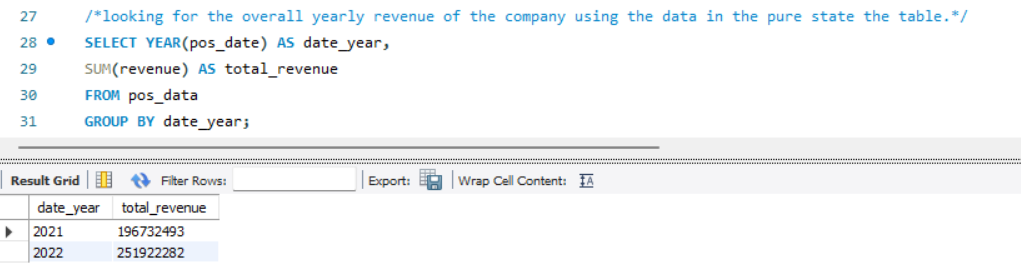 27 /*looking for the overall yearly revenue of the company using the data in the pure state the table.*/
28 SELECT YEAR(pos_date) AS date_year,
29 SUM(revenue) AS total_revenue
30 FROM pos_data
31 GROUP BY date_year;
Result Grid Filter Rows: Export: Wrap Cell Content: IA
date_year total_revenue
2021 196732493
2022 251922282